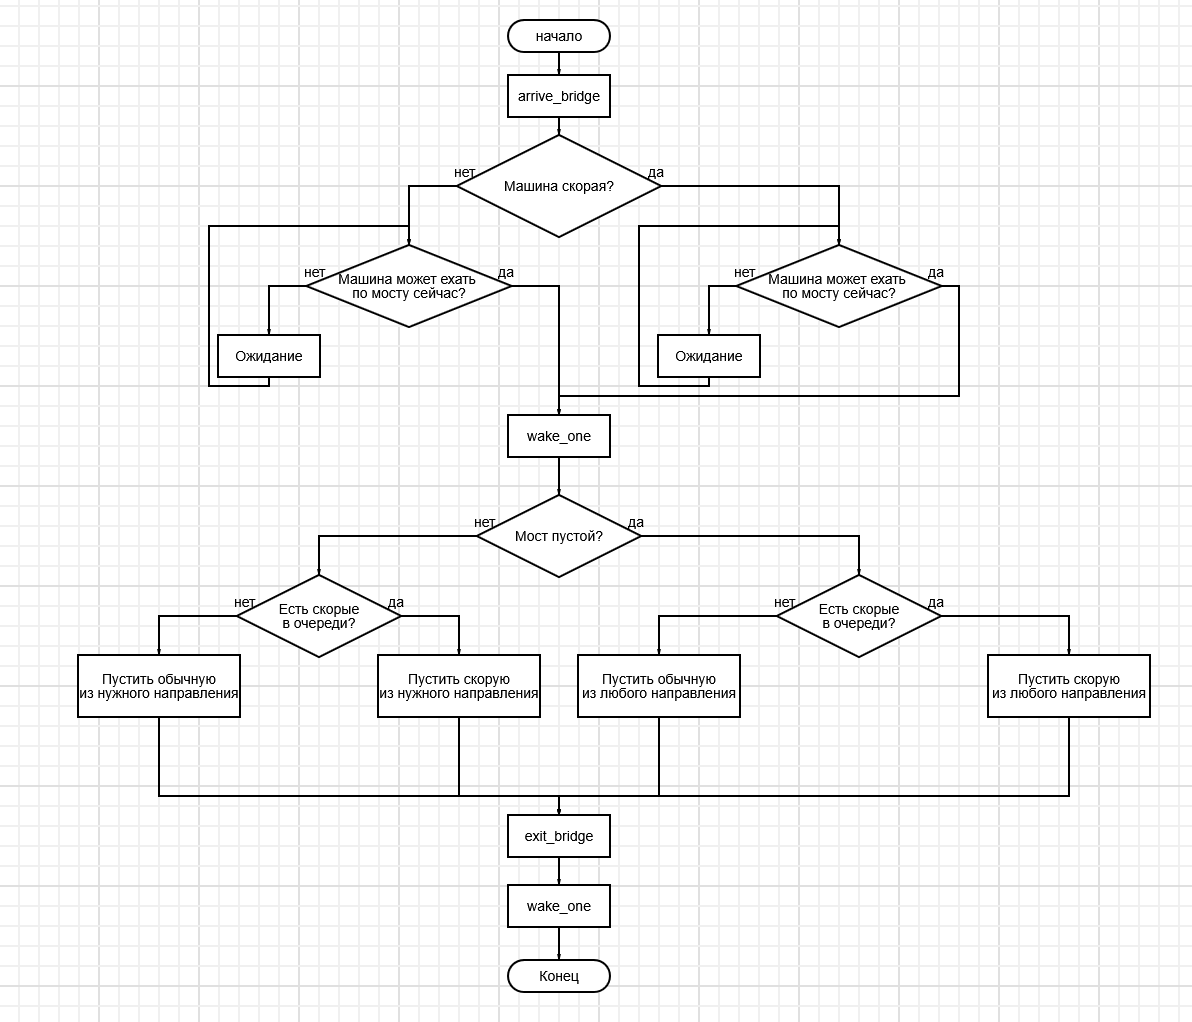 начало
arrive_bridge
нет
да
Машина скорая?
нет
да
Машина может ехать
по мосту сейчас?
нет
да
Машина может ехать
по мосту сейчас?
Ожидание
Ожидание
wake_one
нет
да
Мост пустой?
нет
да
Есть скорые
в очереди?
нет
да
Есть скорые
в очереди?
Пустить обычную
из нужного направления
Пустить скорую
из нужного направления
Пустить обычную
из любого направления
Пустить скорую
из любого направления
exit_bridge
wake_one
Конец